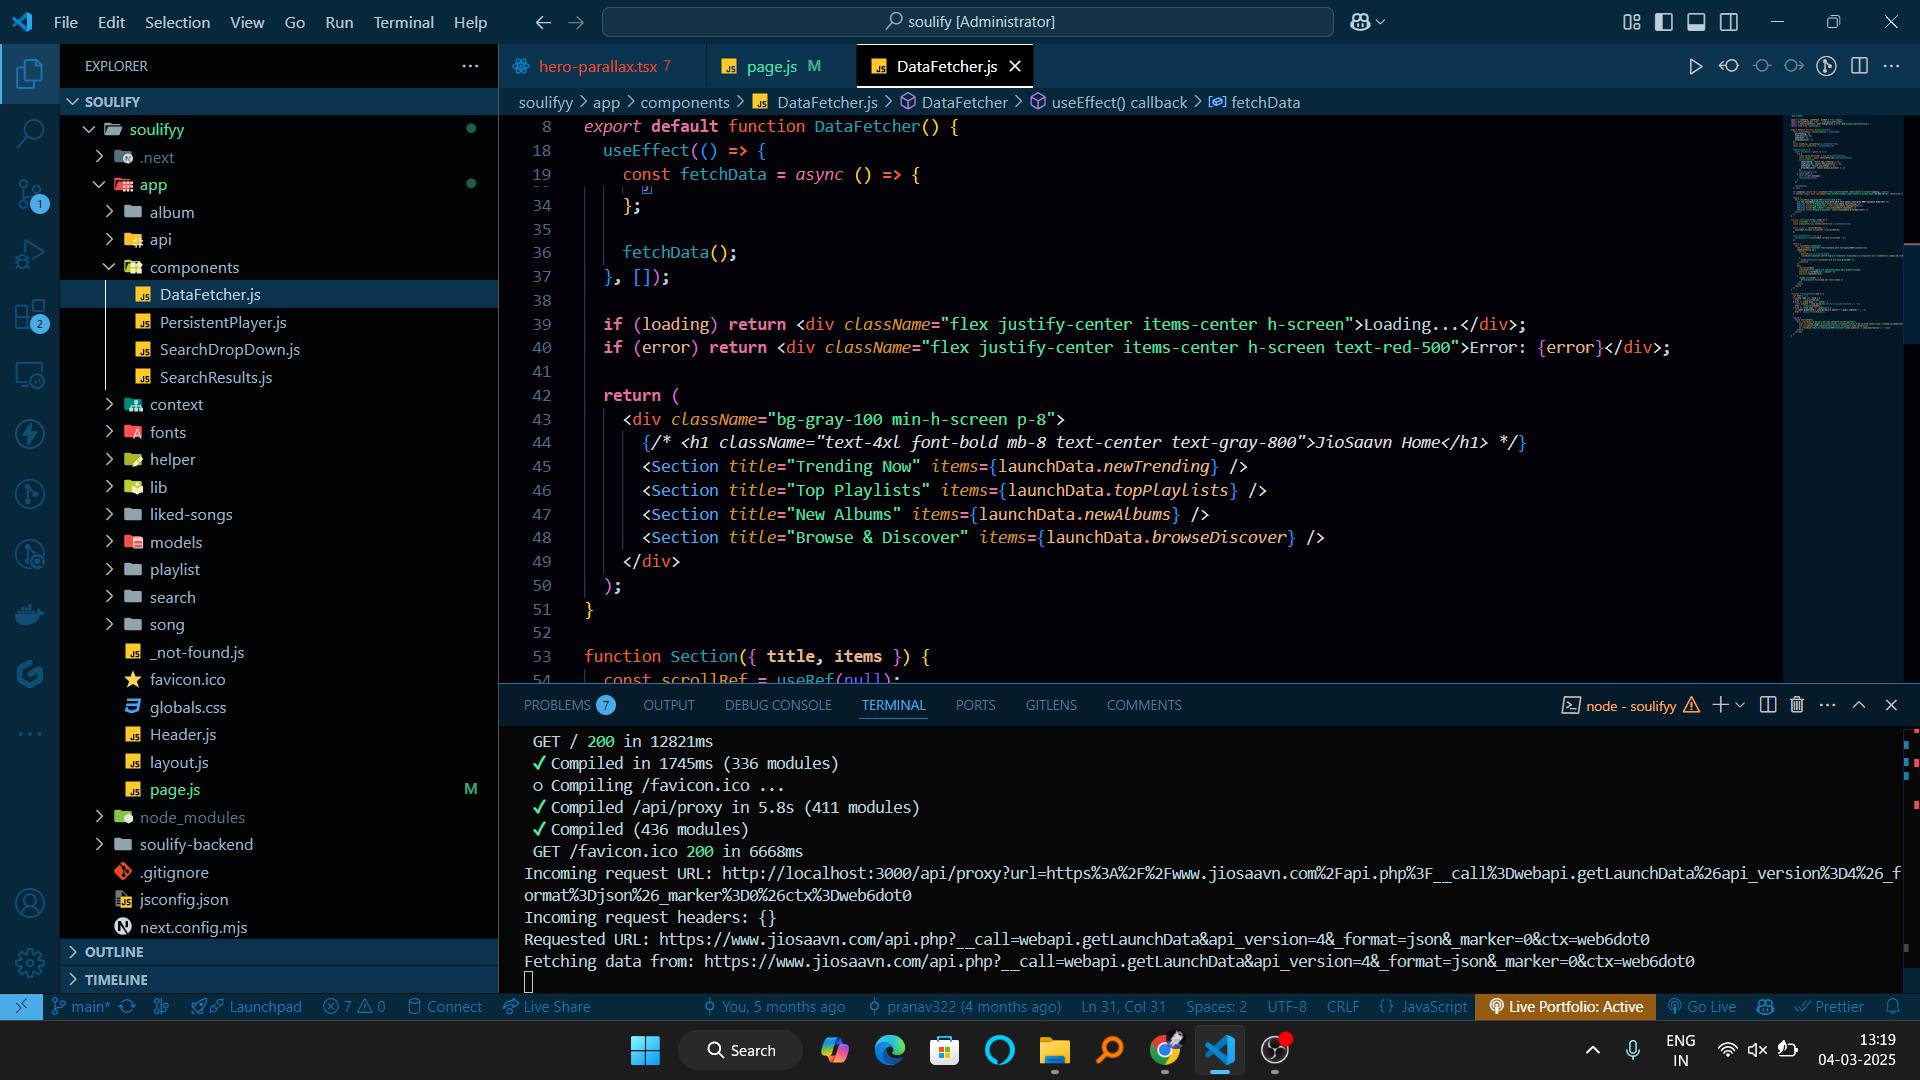 File Edit Selection View Go Run Terminal Help
soulify [Administrator]
EXPLORER
SOULIFY
soulifyy
.next
app
album
api
components
DataFetcher.js
PersistentPlayer.js
SearchDropDown.js
SearchResults.js
context
fonts
helper
lib
liked-songs
models
playlist
search
song
_not-found.js
favicon.ico
globals.css
Header.js
layout.js
page.js M
node_modules
soulify-backend
.gitignore
jsconfig.json
next.config.mjs
OUTLINE
TIMELINE
1
2
hero-parallax.tsx 7 page.js M DataFetcher.js
soulifyy > app > components > DataFetcher.js > DataFetcher > useEffect() callback > fetchData
8 export default function DataFetcher() {
18 useEffect(() => {
19 const fetchData = async () => {
34 };
35
36 fetchData();
37 }, []);
38
39 if (loading) return <div className="flex justify-center items-center h-screen">Loading...</div>;
40 if (error) return <div className="flex justify-center items-center h-screen text-red-500">Error: {error}</div>;
41
42 return (
43 <div className="bg-gray-100 min-h-screen p-8">
44 {/* <h1 className="text-4xl font-bold mb-8 text-center text-gray-800">JioSaavn Home</h1> */}
45 <Section title="Trending Now" items={launchData.newTrending} />
46 <Section title="Top Playlists" items={launchData.topPlaylists} />
47 <Section title="New Albums" items={launchData.newAlbums} />
48 <Section title="Browse & Discover" items={launchData.browseDiscover} />
49 </div>
50 );
51 }
52
53 function Section({ title, items }) {
54 const scrollRef = useRef(null);
PROBLEMS 7 OUTPUT DEBUG CONSOLE TERMINAL PORTS GITLENS COMMENTS
node - soulifyy
GET / 200 in 12821ms
✓ Compiled in 1745ms (336 modules)
○ Compiling /favicon.ico ...
✓ Compiled /api/proxy in 5.8s (411 modules)
✓ Compiled (436 modules)
GET /favicon.ico 200 in 6668ms
Incoming request URL: http://localhost:3000/api/proxy?url=https%3A%2F%2Fwww.jiosaavn.com%2Fapi.php%3F__call%3Dwebapi.getLaunchData%26api_version%3D4%26_f
ormat%3Djson%26_marker%3D0%26ctx%3Dweb6dot0
Incoming request headers: {}
Requested URL: https://www.jiosaavn.com/api.php?__call=webapi.getLaunchData&api_version=4&_format=json&_marker=0&ctx=web6dot0
Fetching data from: https://www.jiosaavn.com/api.php?__call=webapi.getLaunchData&api_version=4&_format=json&_marker=0&ctx=web6dot0
main* Launchpad 7 0 Connect Live Share You, 5 months ago pranav322 (4 months ago) Ln 31, Col 31 Spaces: 2 UTF-8 CRLF {} JavaScript Live Portfolio: Active Go Live Prettier
Search
ENG
IN
13:19
04-03-2025